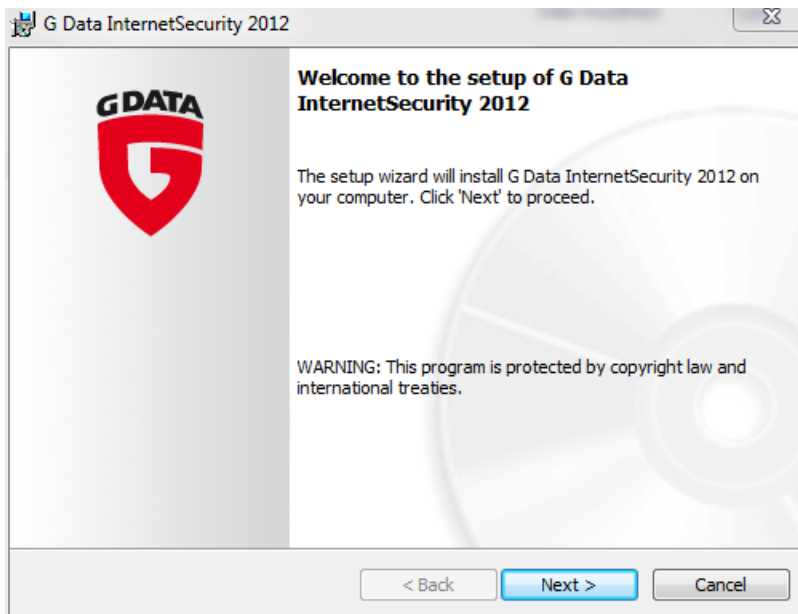 G Data InternetSecurity 2012
GDATA
Welcome to the setup of G Data
InternetSecurity 2012
The setup wizard will install G Data InternetSecurity 2012 on
your computer. Click 'Next' to proceed.
WARNING: This program is protected by copyright law and
international treaties.
< Back Next > Cancel